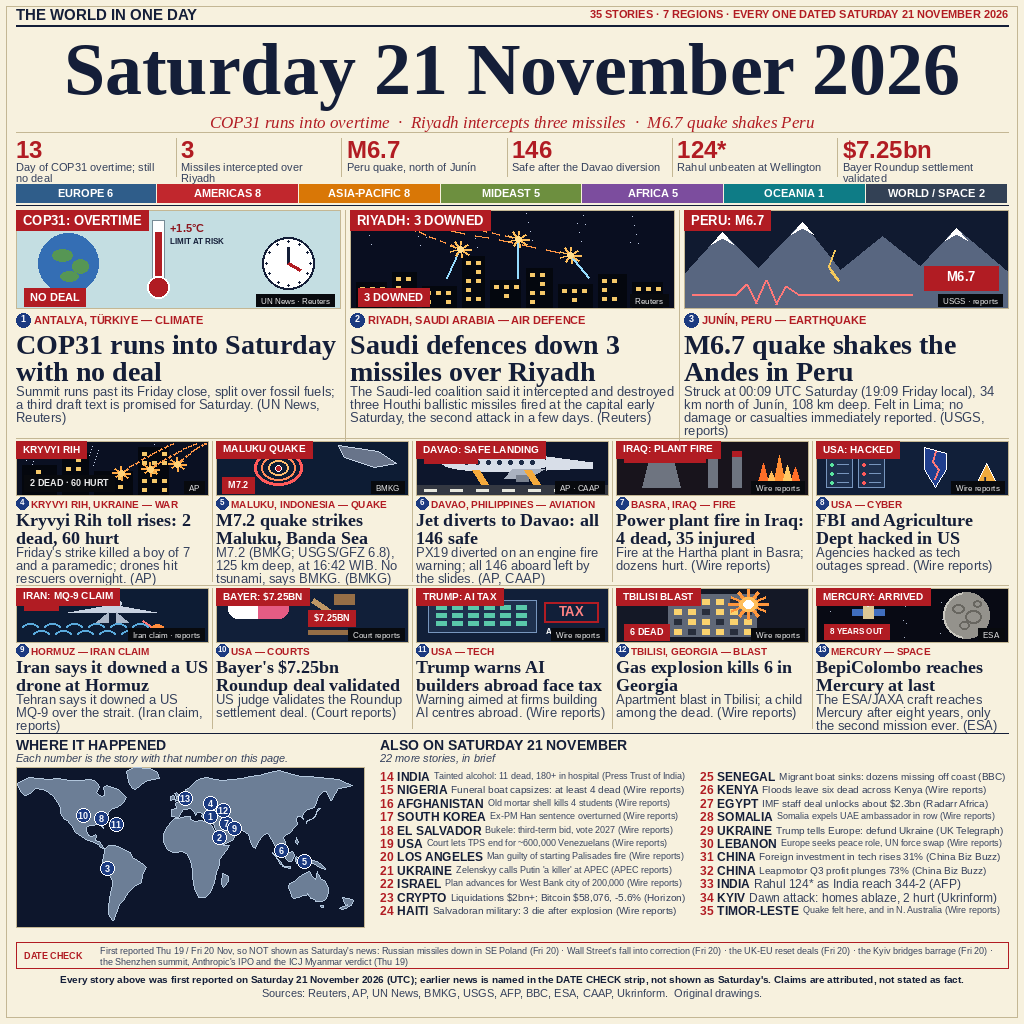 THE WORLD IN ONE DAY
35 STORIES · 7 REGIONS · EVERY ONE DATED SATURDAY 21 NOVEMBER 2026
Saturday 21 November 2026
COP31 runs into overtime · Riyadh intercepts three missiles · M6.7 quake shakes Peru
13
Day of COP31 overtime; still
no deal
3
Missiles intercepted over
Riyadh
M6.7
Peru quake, north of Junín
146
Safe after the Davao diversion
124*
Rahul unbeaten at Wellington
$7.25bn
Bayer Roundup settlement
validated
EUROPE 6
AMERICAS 8
ASIA-PACIFIC 8
MIDEAST 5
AFRICA 5
OCEANIA 1
WORLD / SPACE 2
COP31: OVERTIME
+1.5°C
LIMIT AT RISK
NO DEAL
UN News · Reuters
1 ANTALYA, TÜRKIYE — CLIMATE
COP31 runs into Saturday
with no deal
Summit runs past its Friday close, split over fossil fuels;
a third draft text is promised for Saturday. (UN News,
Reuters)
RIYADH: 3 DOWNED
3 DOWNED
Reuters
2 RIYADH, SAUDI ARABIA — AIR DEFENCE
Saudi defences down 3
missiles over Riyadh
The Saudi-led coalition said it intercepted and destroyed
three Houthi ballistic missiles fired at the capital early
Saturday, the second attack in a few days. (Reuters)
PERU: M6.7
M6.7
USGS · reports
3 JUNÍN, PERU — EARTHQUAKE
M6.7 quake shakes the
Andes in Peru
Struck at 00:09 UTC Saturday (19:09 Friday local), 34
km north of Junín, 108 km deep. Felt in Lima; no
damage or casualties immediately reported. (USGS,
reports)
KRYVYI RIH
2 DEAD · 60 HURT
AP
4 KRYVYI RIH, UKRAINE — WAR
Kryvyi Rih toll rises: 2
dead, 60 hurt
Friday's strike killed a boy of 7
and a paramedic; drones hit
rescuers overnight. (AP)
MALUKU QUAKE
M7.2
BMKG
5 MALUKU, INDONESIA — QUAKE
M7.2 quake strikes
Maluku, Banda Sea
M7.2 (BMKG; USGS/GFZ 6.8),
125 km deep, at 16:42 WIB. No
tsunami, says BMKG. (BMKG)
DAVAO: SAFE LANDING
AP · CAAP
6 DAVAO, PHILIPPINES — AVIATION
Jet diverts to Davao: all
146 safe
PX19 diverted on an engine fire
warning; all 146 aboard left by
the slides. (AP, CAAP)
IRAQ: PLANT FIRE
Wire reports
7 BASRA, IRAQ — FIRE
Power plant fire in Iraq:
4 dead, 35 injured
Fire at the Hartha plant in Basra;
dozens hurt. (Wire reports)
USA: HACKED
Wire reports
8 USA — CYBER
FBI and Agriculture
Dept hacked in US
Agencies hacked as tech
outages spread. (Wire reports)
IRAN: MQ-9 CLAIM
Iran claim · reports
9 HORMUZ — IRAN CLAIM
Iran says it downed a US
drone at Hormuz
Tehran says it downed a US
MQ-9 over the strait. (Iran claim,
reports)
BAYER: $7.25BN
$7.25BN
Court reports
10 USA — COURTS
Bayer's $7.25bn
Roundup deal validated
US judge validates the Roundup
settlement deal. (Court reports)
TRUMP: AI TAX
TAX
Wire reports
11 USA — TECH
Trump warns AI
builders abroad face tax
Warning aimed at firms building
AI centres abroad. (Wire reports)
TBILISI BLAST
6 DEAD
Wire reports
12 TBILISI, GEORGIA — BLAST
Gas explosion kills 6 in
Georgia
Apartment blast in Tbilisi; a child
among the dead. (Wire reports)
MERCURY: ARRIVED
8 YEARS OUT
ESA
13 MERCURY — SPACE
BepiColombo reaches
Mercury at last
The ESA/JAXA craft reaches
Mercury after eight years, only
the second mission ever. (ESA)
WHERE IT HAPPENED
Each number is the story with that number on this page.
13
4
12
1
7
9
2
10
8
11
3
6
5
ALSO ON SATURDAY 21 NOVEMBER
22 more stories, in brief
14 INDIA Tainted alcohol: 11 dead, 180+ in hospital (Press Trust of India)
15 NIGERIA Funeral boat capsizes: at least 4 dead (Wire reports)
16 AFGHANISTAN Old mortar shell kills 4 students (Wire reports)
17 SOUTH KOREA Ex-PM Han sentence overturned (Wire reports)
18 EL SALVADOR Bukele: third-term bid, vote 2027 (Wire reports)
19 USA Court lets TPS end for ~600,000 Venezuelans (Wire reports)
20 LOS ANGELES Man guilty of starting Palisades fire (Wire reports)
21 UKRAINE Zelenskyy calls Putin 'a killer' at APEC (APEC reports)
22 ISRAEL Plan advances for West Bank city of 200,000 (Wire reports)
23 CRYPTO Liquidations $2bn+; Bitcoin $58,076, -5.6% (Horizon)
24 HAITI Salvadoran military: 3 die after explosion (Wire reports)
25 SENEGAL Migrant boat sinks: dozens missing off coast (BBC)
26 KENYA Floods leave six dead across Kenya (Wire reports)
27 EGYPT IMF staff deal unlocks about $2.3bn (Radarr Africa)
28 SOMALIA Somalia expels UAE ambassador in row (Wire reports)
29 UKRAINE Trump tells Europe: defund Ukraine (UK Telegraph)
30 LEBANON Europe seeks peace role, UN force swap (Wire reports)
31 CHINA Foreign investment in tech rises 31% (China Biz Buzz)
32 CHINA Leapmotor Q3 profit plunges 73% (China Biz Buzz)
33 INDIA Rahul 124* as India reach 344-2 (AFP)
34 KYIV Dawn attack: homes ablaze, 2 hurt (Ukrinform)
35 TIMOR-LESTE Quake felt here, and in N. Australia (Wire reports)
DATE CHECK
First reported Thu 19 / Fri 20 Nov, so NOT shown as Saturday's news: Russian missiles down in SE Poland (Fri 20) · Wall Street's fall into correction (Fri 20) · the UK-EU reset deals (Fri 20) · the Kyiv bridges barrage (Fri 20) ·
the Shenzhen summit, Anthropic's IPO and the ICJ Myanmar verdict (Thu 19)
Every story above was first reported on Saturday 21 November 2026 (UTC); earlier news is named in the DATE CHECK strip, not shown as Saturday's. Claims are attributed, not stated as fact.
Sources: Reuters, AP, UN News, BMKG, USGS, AFP, BBC, ESA, CAAP, Ukrinform. Original drawings.